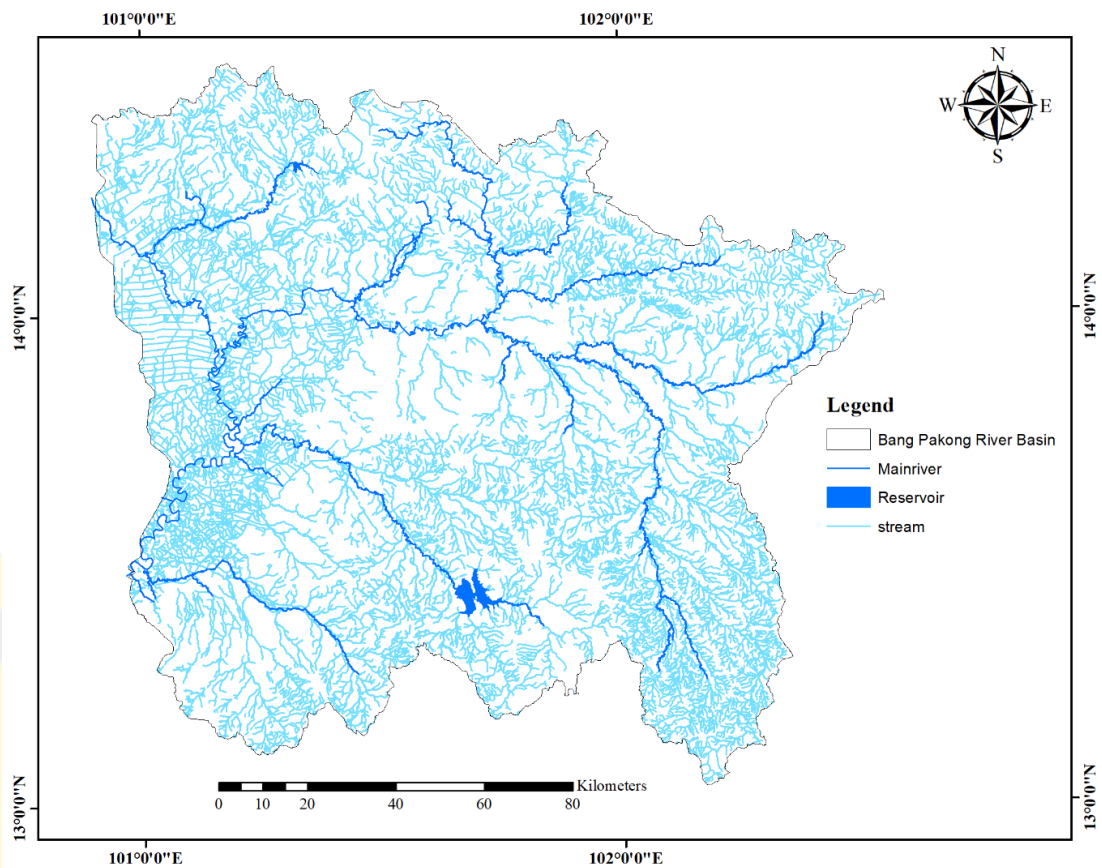 101°0'0"E
102°0'0"E
N
W
E
S
14°0'0"N
14°0'0"N
Legend
Bang Pakong River Basin
Mainriver
Reservoir
stream
Kilometers
0 10 20 40 60 80
13°0'0"N
13°0'0"N
101°0'0"E
102°0'0"E